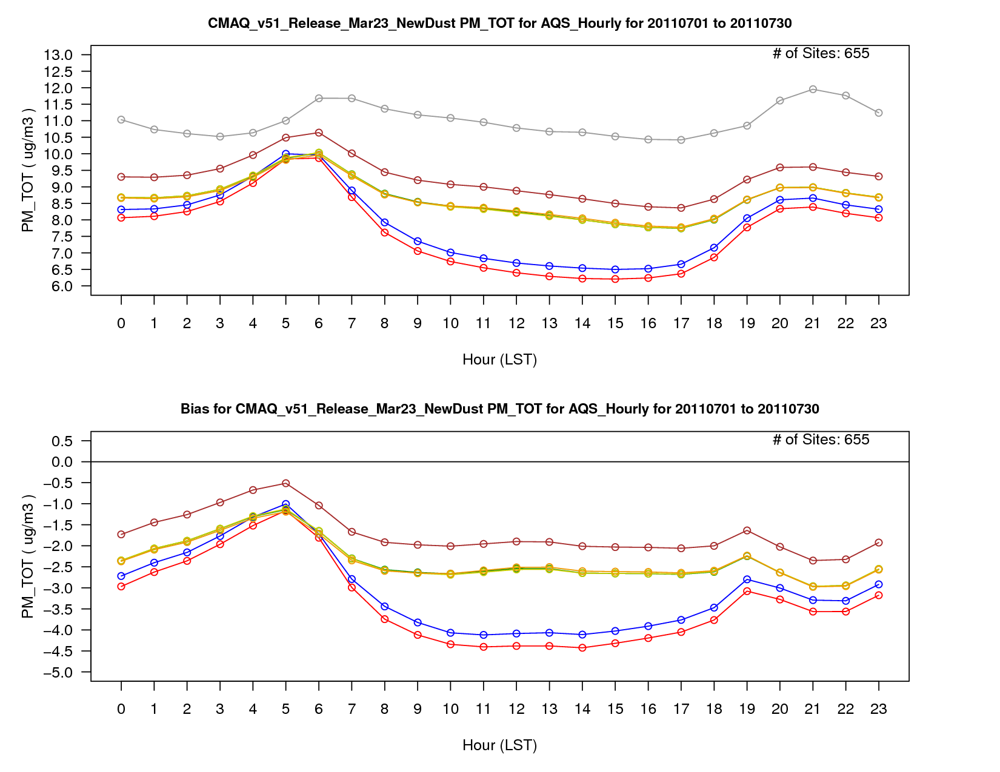 CMAQ_v51_Release_Mar23_NewDust PM_TOT for AQS_Hourly for 20110701 to 20110730
# of Sites: 655
13.0
12.5
12.0
11.5
11.0
10.5
10.0
9.5
9.0
8.5
8.0
7.5
7.0
6.5
6.0
PM_TOT ( ug/m3 )
0 1 2 3 4 5 6 7 8 9 10 11 12 13 14 15 16 17 18 19 20 21 22 23
Hour (LST)
Bias for CMAQ_v51_Release_Mar23_NewDust PM_TOT for AQS_Hourly for 20110701 to 20110730
# of Sites: 655
0.5
0.0
−0.5
−1.0
−1.5
−2.0
−2.5
−3.0
−3.5
−4.0
−4.5
−5.0
PM_TOT ( ug/m3 )
0 1 2 3 4 5 6 7 8 9 10 11 12 13 14 15 16 17 18 19 20 21 22 23
Hour (LST)